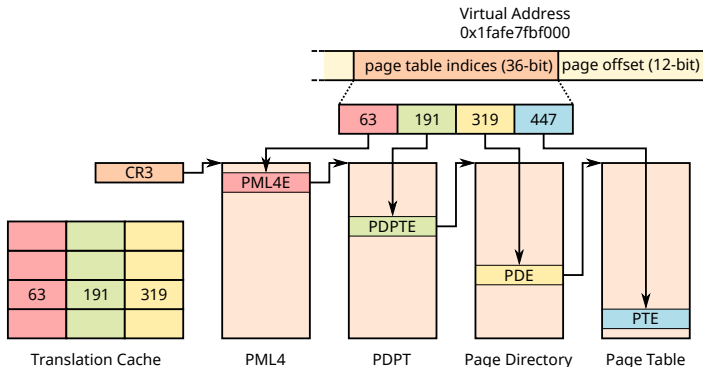 Virtual Address
0x1fafe7fbf000
page table indices (36-bit) page offset (12-bit)
63 191 319 447
CR3
PML4E
PDPTE
PDE
PTE
63 191 319
Translation Cache PML4 PDPT Page Directory Page Table